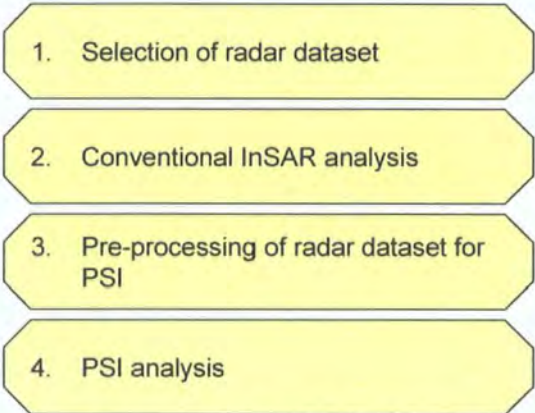 1. Selection of radar dataset
2. Conventional InSAR analysis
3. Pre-processing of radar dataset for
PSI
4. PSI analysis